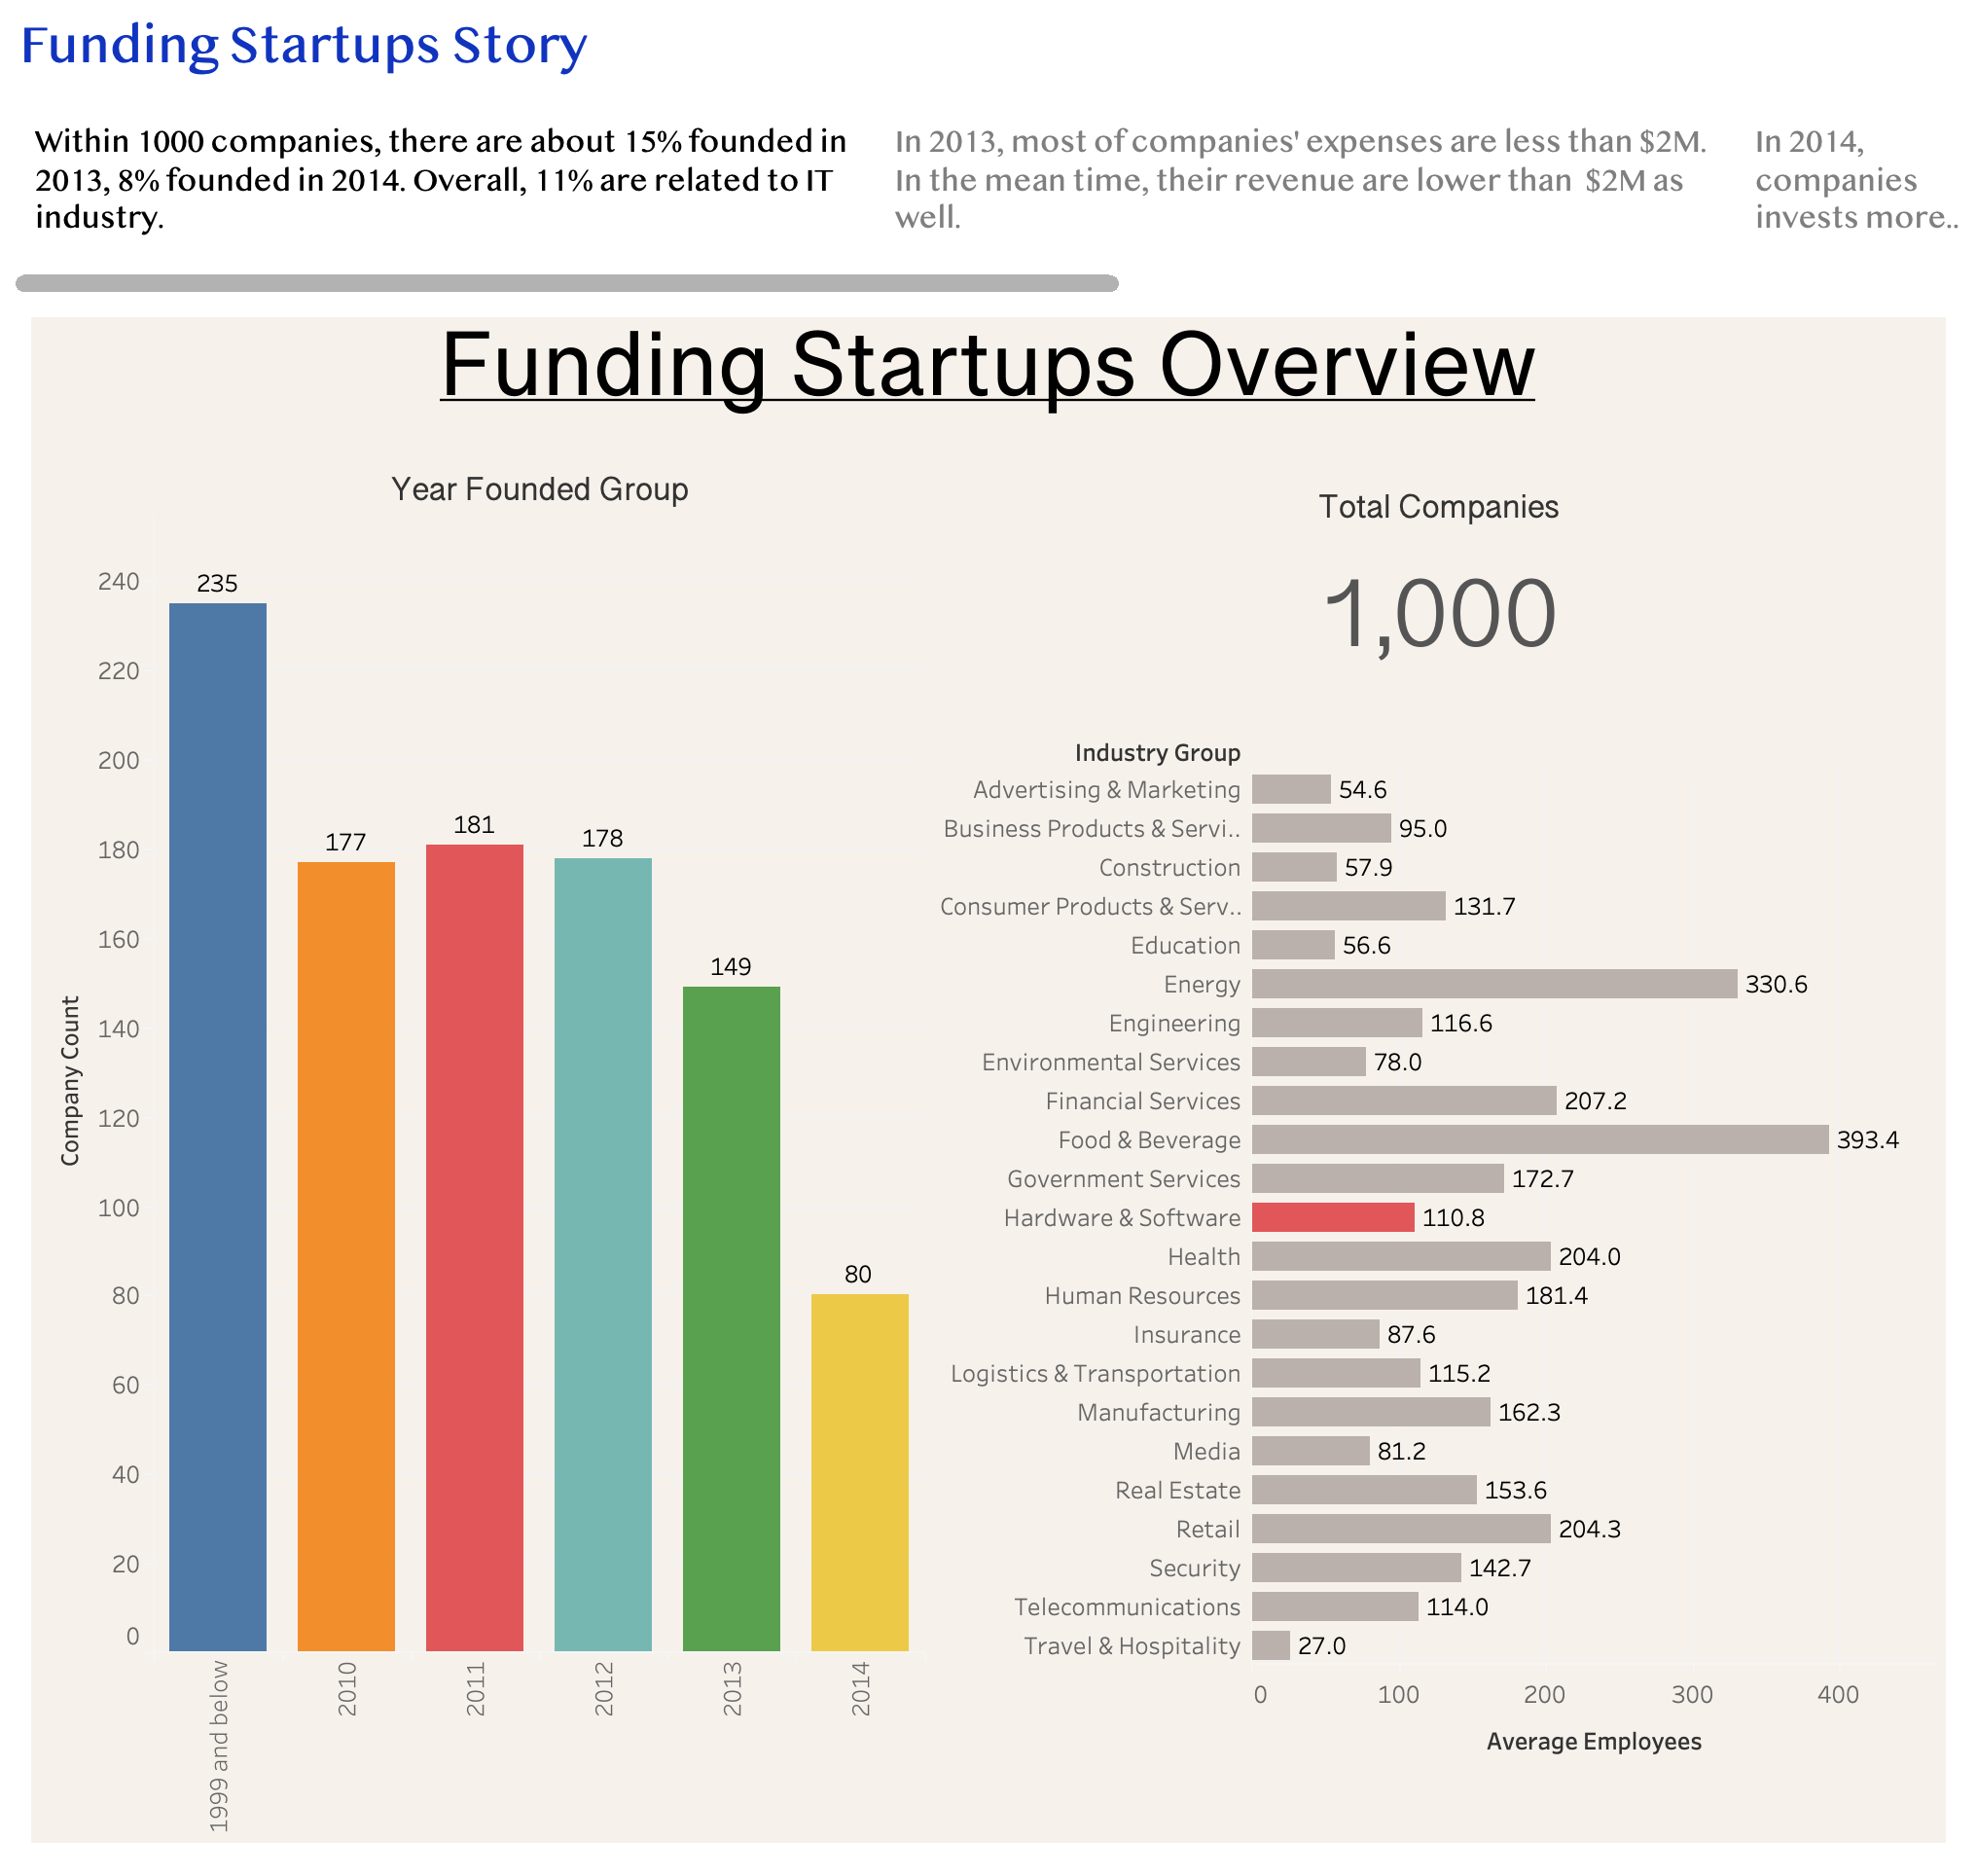 Funding Startups Story
Within 1000 companies, there are about 15% founded in
2013, 8% founded in 2014. Overall, 11% are related to IT
industry.
In 2013, most of companies' expenses are less than $2M.
In the mean time, their revenue are lower than  $2M as
well.
In 2014,
companies
invests more..
Funding Startups Overview
Year Founded Group
Company Count
240
220
200
180
160
140
120
100
80
60
40
20
0
235
177
181
178
149
80
1999 and below
2010
2011
2012
2013
2014
Total Companies
1,000
Industry Group
Advertising & Marketing 54.6
Business Products & Servi.. 95.0
Construction 57.9
Consumer Products & Serv.. 131.7
Education 56.6
Energy 330.6
Engineering 116.6
Environmental Services 78.0
Financial Services 207.2
Food & Beverage 393.4
Government Services 172.7
Hardware & Software 110.8
Health 204.0
Human Resources 181.4
Insurance 87.6
Logistics & Transportation 115.2
Manufacturing 162.3
Media 81.2
Real Estate 153.6
Retail 204.3
Security 142.7
Telecommunications 114.0
Travel & Hospitality 27.0
0 100 200 300 400
Average Employees